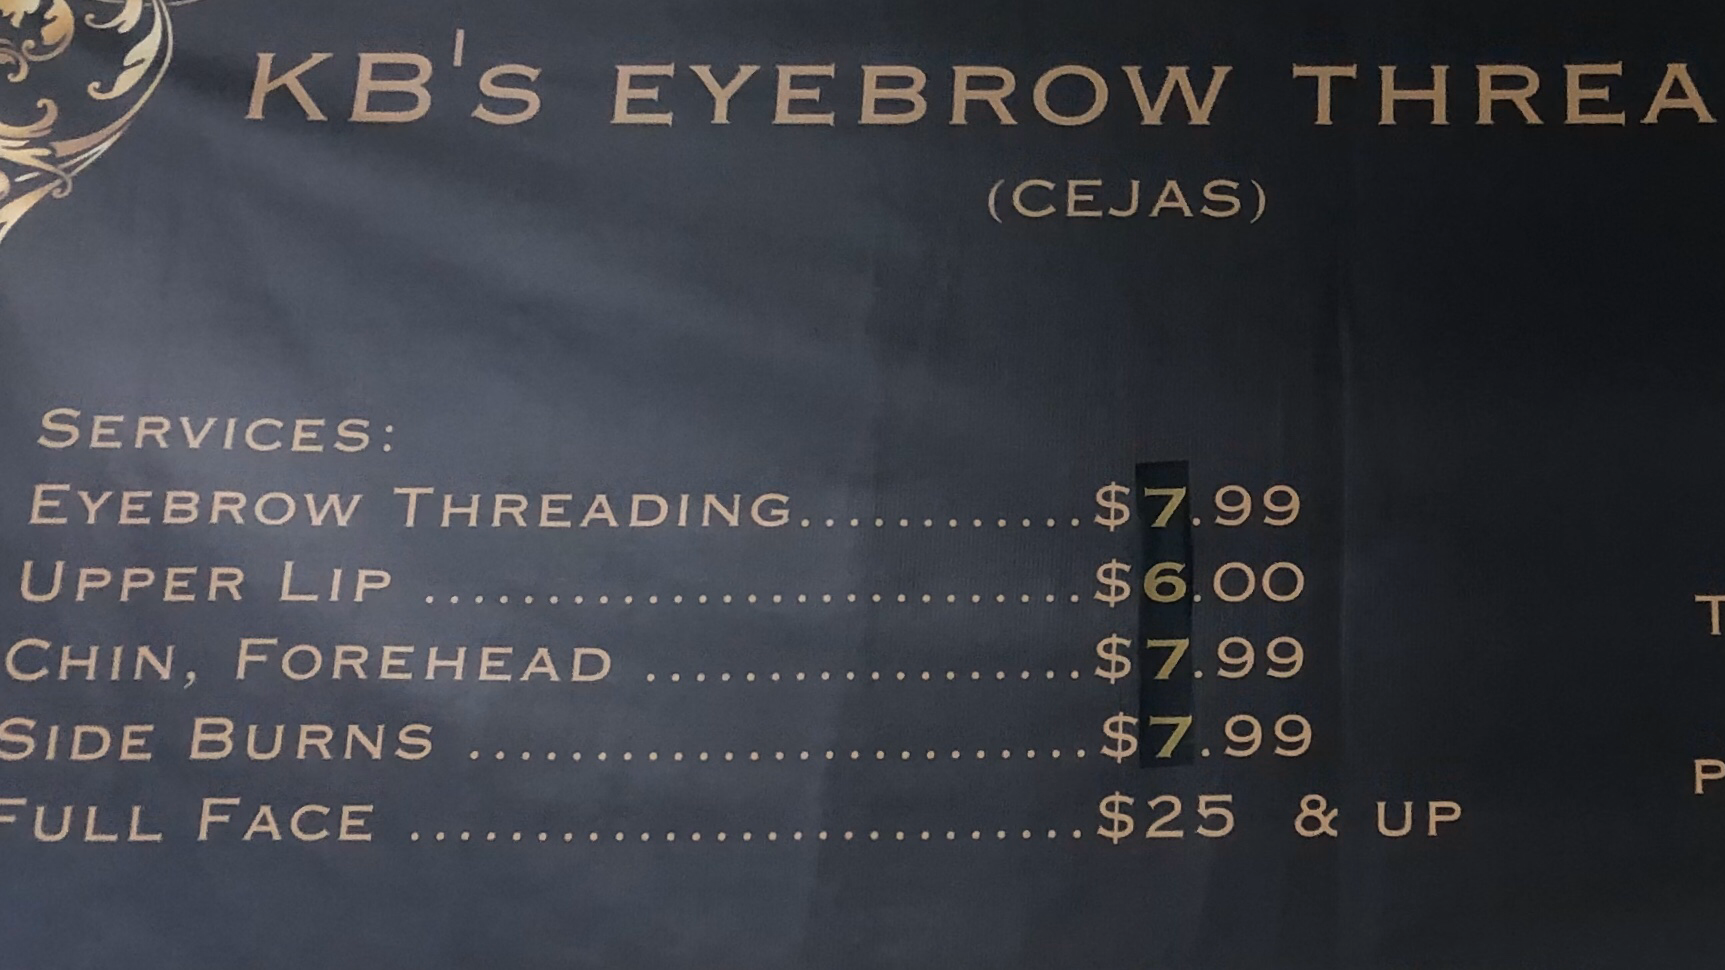 KB'S EYEBROW THREA
(CEJAS)
SERVICES:
EYEBROW THREADING............$7.99
UPPER LIP ...........................$6.00
CHIN, FOREHEAD ..................$7.99
SIDE BURNS .........................$7.99
FULL FACE ...........................$25 & UP
T
P